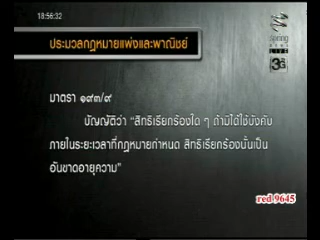 18:56:32
ประมวลกฎหมายแพ่งและพาณิชย์
spring
news
LIVE
3G
มาตรา ๑๙๓/๙
บัญญัติว่า “สิทธิเรียกร้องใด ๆ ถ้ามิได้ใช้บังคับ
ภายในระยะเวลาที่กฎหมายกำหนด สิทธิเรียกร้องนั้นเป็น
อันขาดอายุความ”
red 9645